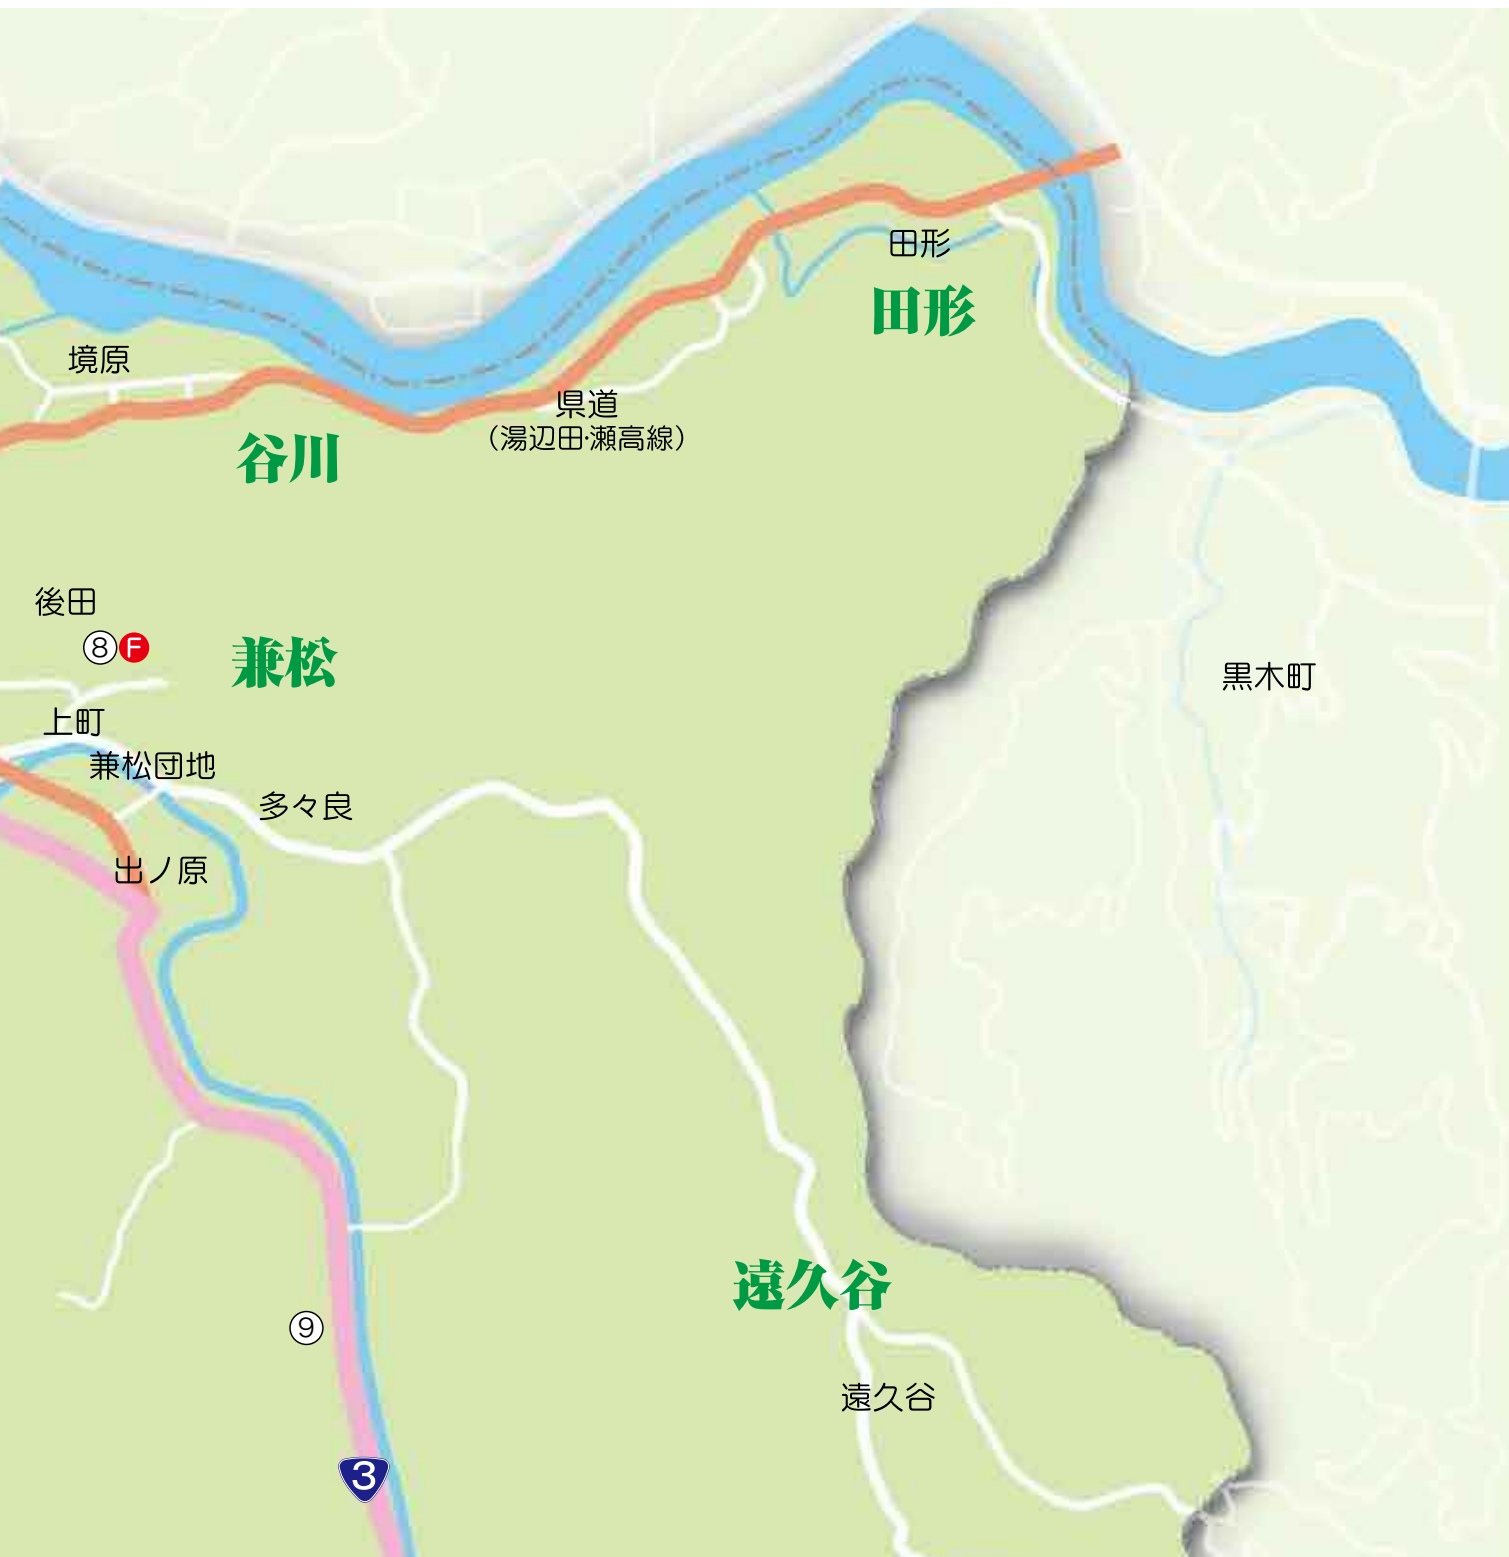 田形
田形
境原
県道
（湯辺田・瀬高線）
谷川
後田
⑧F
兼松
黒木町
上町
兼松団地
多々良
出ノ原
遠久谷
⑨
遠久谷
3